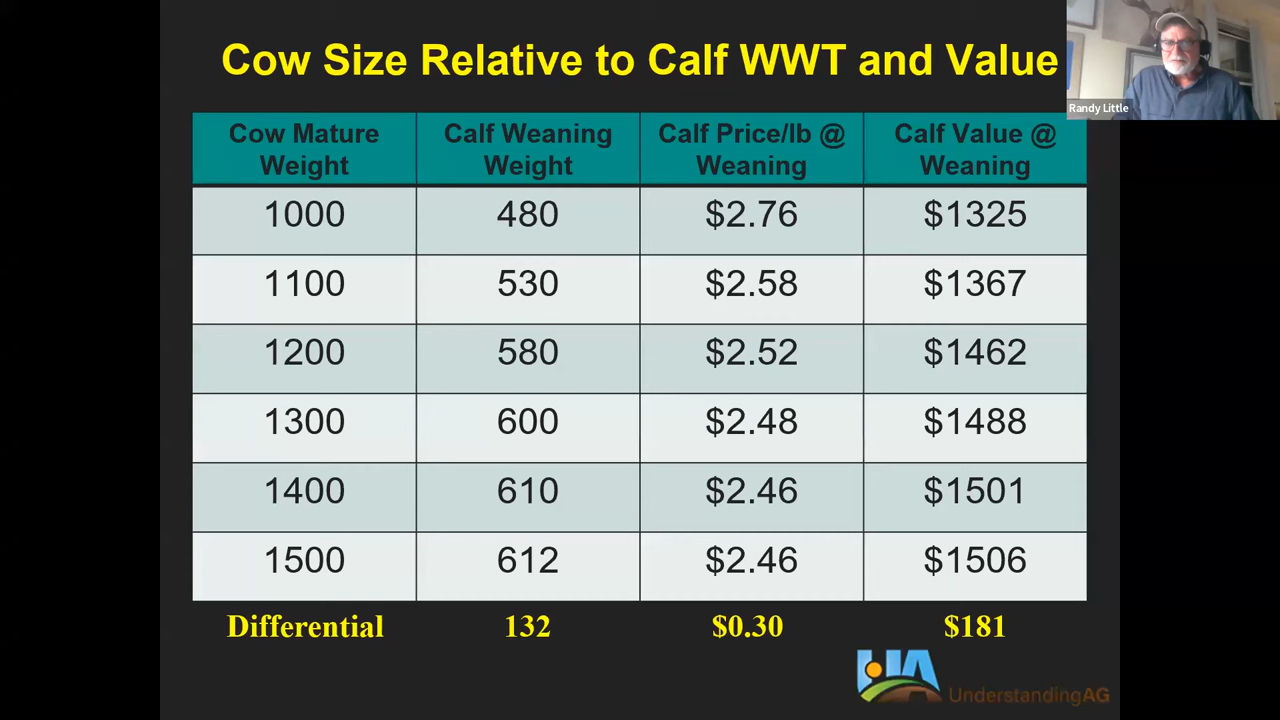 Cow Size Relative to Calf WWT and Value
Randy Little
Cow Mature Weight
Calf Weaning Weight
Calf Price/lb @ Weaning
Calf Value @ Weaning
1000 480 $2.76 $1325
1100 530 $2.58 $1367
1200 580 $2.52 $1462
1300 600 $2.48 $1488
1400 610 $2.46 $1501
1500 612 $2.46 $1506
Differential 132 $0.30 $181
UA
UnderstandingAG